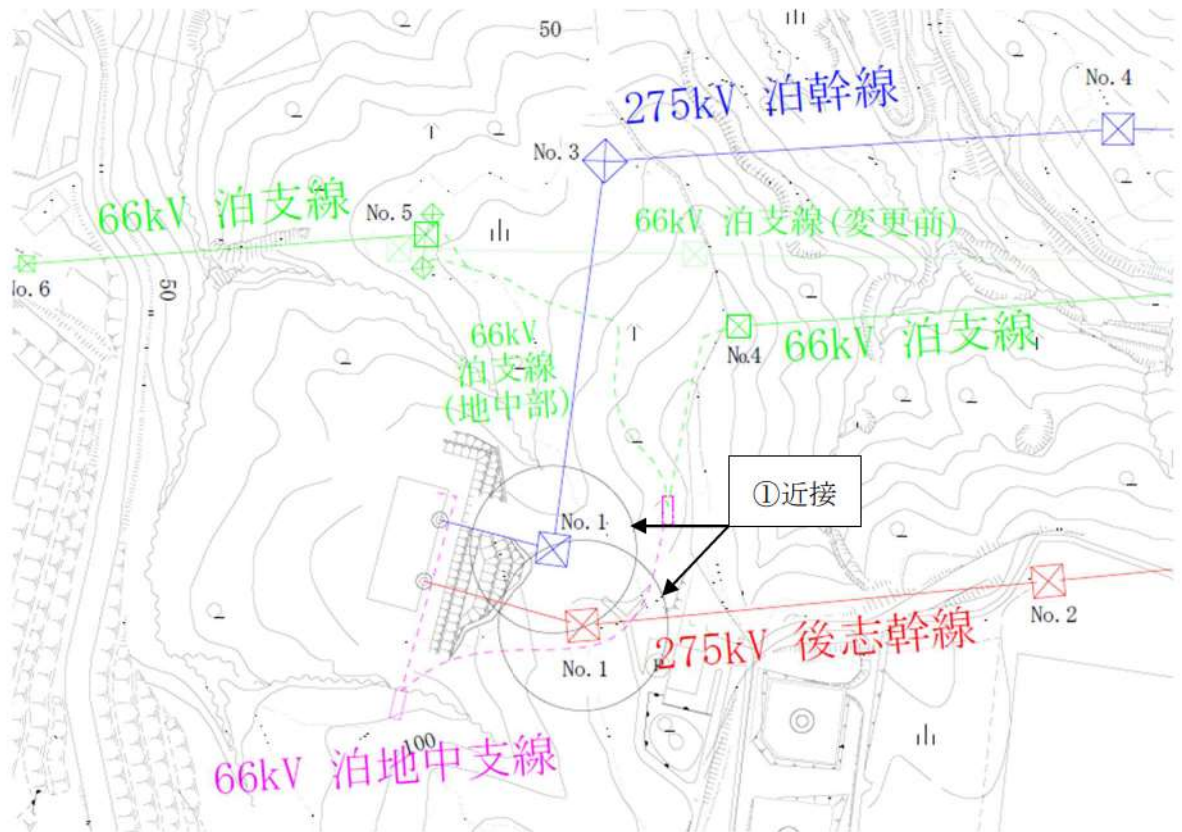 50
275kV 泊幹線
No. 4
No. 3
66kV 泊支線
No. 5
66kV 泊支線(変更前)
lo. 6
50
66kV
泊支線
(地中部)
No.4
66kV 泊支線
①近接
No. 1
No. 2
275kV 後志幹線
No. 1
100
66kV 泊地中支線